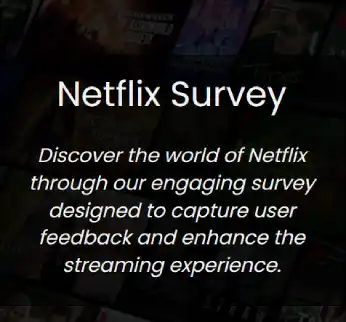 Netflix Survey
Discover the world of Netflix
through our engaging survey
designed to capture user
feedback and enhance the
streaming experience.